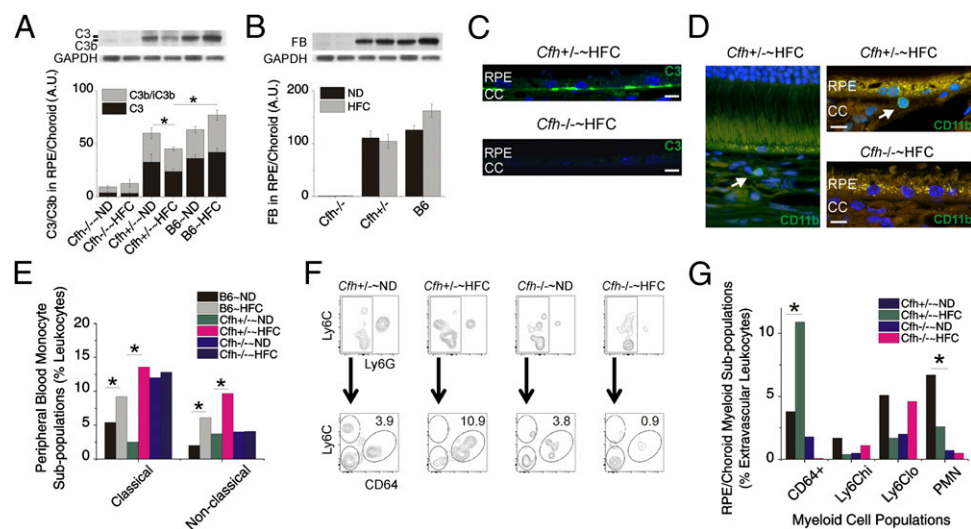 A
C3
C3b
GAPDH
C3/C3b in RPE/Choroid (A.U.)
100
50
0
C3b/iC3b
C3
*
*
Cfh-/-~ND
Cfh-/-~HFC
Cfh+/-~ND
Cfh+/-~HFC
B6~ND
B6~HFC
B
FB
GAPDH
FB in RPE/Choroid (A.U.)
200
100
0
ND
HFC
Cfh-/-
Cfh+/-
B6
C
Cfh+/-~HFC
RPE
CC
C3
Cfh-/-~HFC
RPE
CC
C3
D
Cfh+/-~HFC
CD11b
Cfh+/-~HFC
RPE
CC
CD11b
Cfh-/-~HFC
RPE
CC
CD11b
E
Peripheral Blood Monocyte
Sub-populations (% Leukocytes)
20
15
10
5
0
B6~ND
B6~HFC
Cfh+/-~ND
Cfh+/-~HFC
Cfh-/-~ND
Cfh-/-~HFC
*
*
*
*
Classical
Non-classical
F
Cfh+/-~ND
Cfh+/-~HFC
Cfh-/-~ND
Cfh-/-~HFC
Ly6C
Ly6G
Ly6C
3.9
10.9
3.8
0.9
CD64
G
RPE/Choroid Myeloid Sub-populations
(% Extravascular Leukocytes)
10
5
0
*
*
Cfh+/-~ND
Cfh+/-~HFC
Cfh-/-~ND
Cfh-/-~HFC
CD64+
Ly6Chi
Ly6Clo
PMN
Myeloid Cell Populations